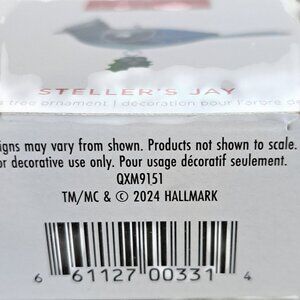 STELLER'S JAY
tree ornament | décoration pour l'arbre de
signs may vary from shown. Products not shown to scale.
or decorative use only. Pour usage décoratif seulement.
QXM9151
TM/MC & © 2024 HALLMARK
6 61127 00331 4